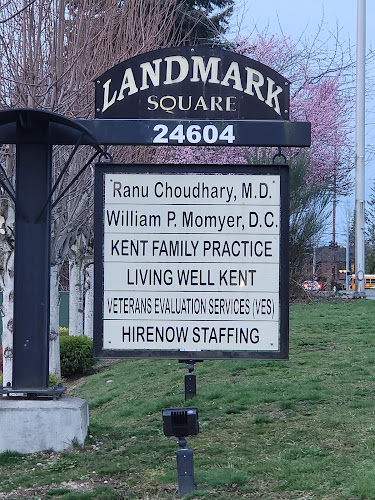 LANDMARK
SQUARE
24604
Ranu Choudhary, M.D.
William P. Momyer, D.C.
KENT FAMILY PRACTICE
LIVING WELL KENT
VETERANS EVALUATION SERVICES (VES)
HIRENOW STAFFING